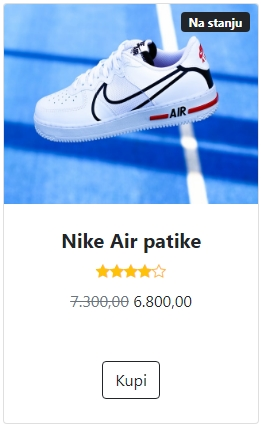 Na stanju
AIR
Nike Air patike
7.300,00 6.800,00
Kupi